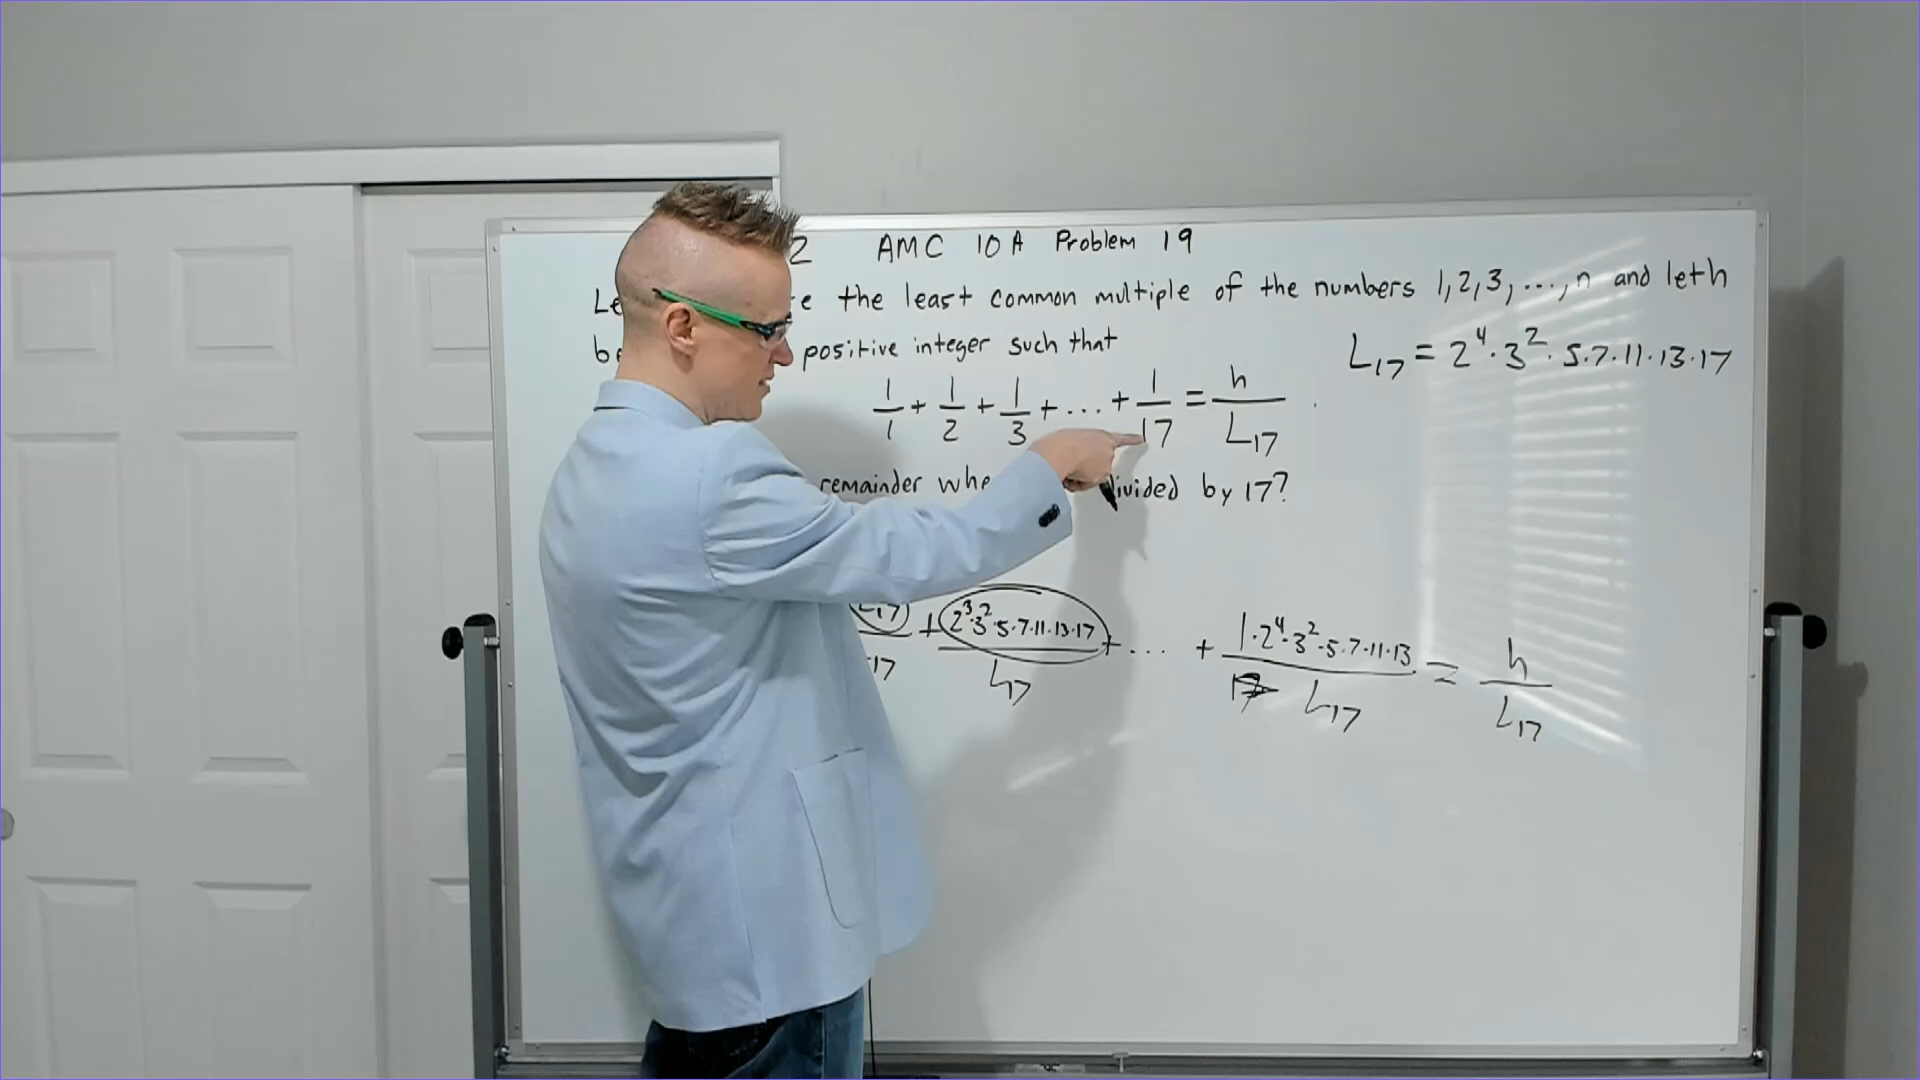 2 AMC 10A Problem 19
Le e the least common multiple of the numbers 1,2,3,...,n and let h
be positive integer such that
L₁₇ = 2⁴·3²·5·7·11·13·17
1/1 + 1/2 + 1/3 + ... + 1/17 = h/L₁₇
remainder whe divided by 17?
L₁₇/17 + 2³·3²·5·7·11·13·17/L₁₇ + ... + 1·2⁴·3²·5·7·11·13/L₁₇ = h/L₁₇